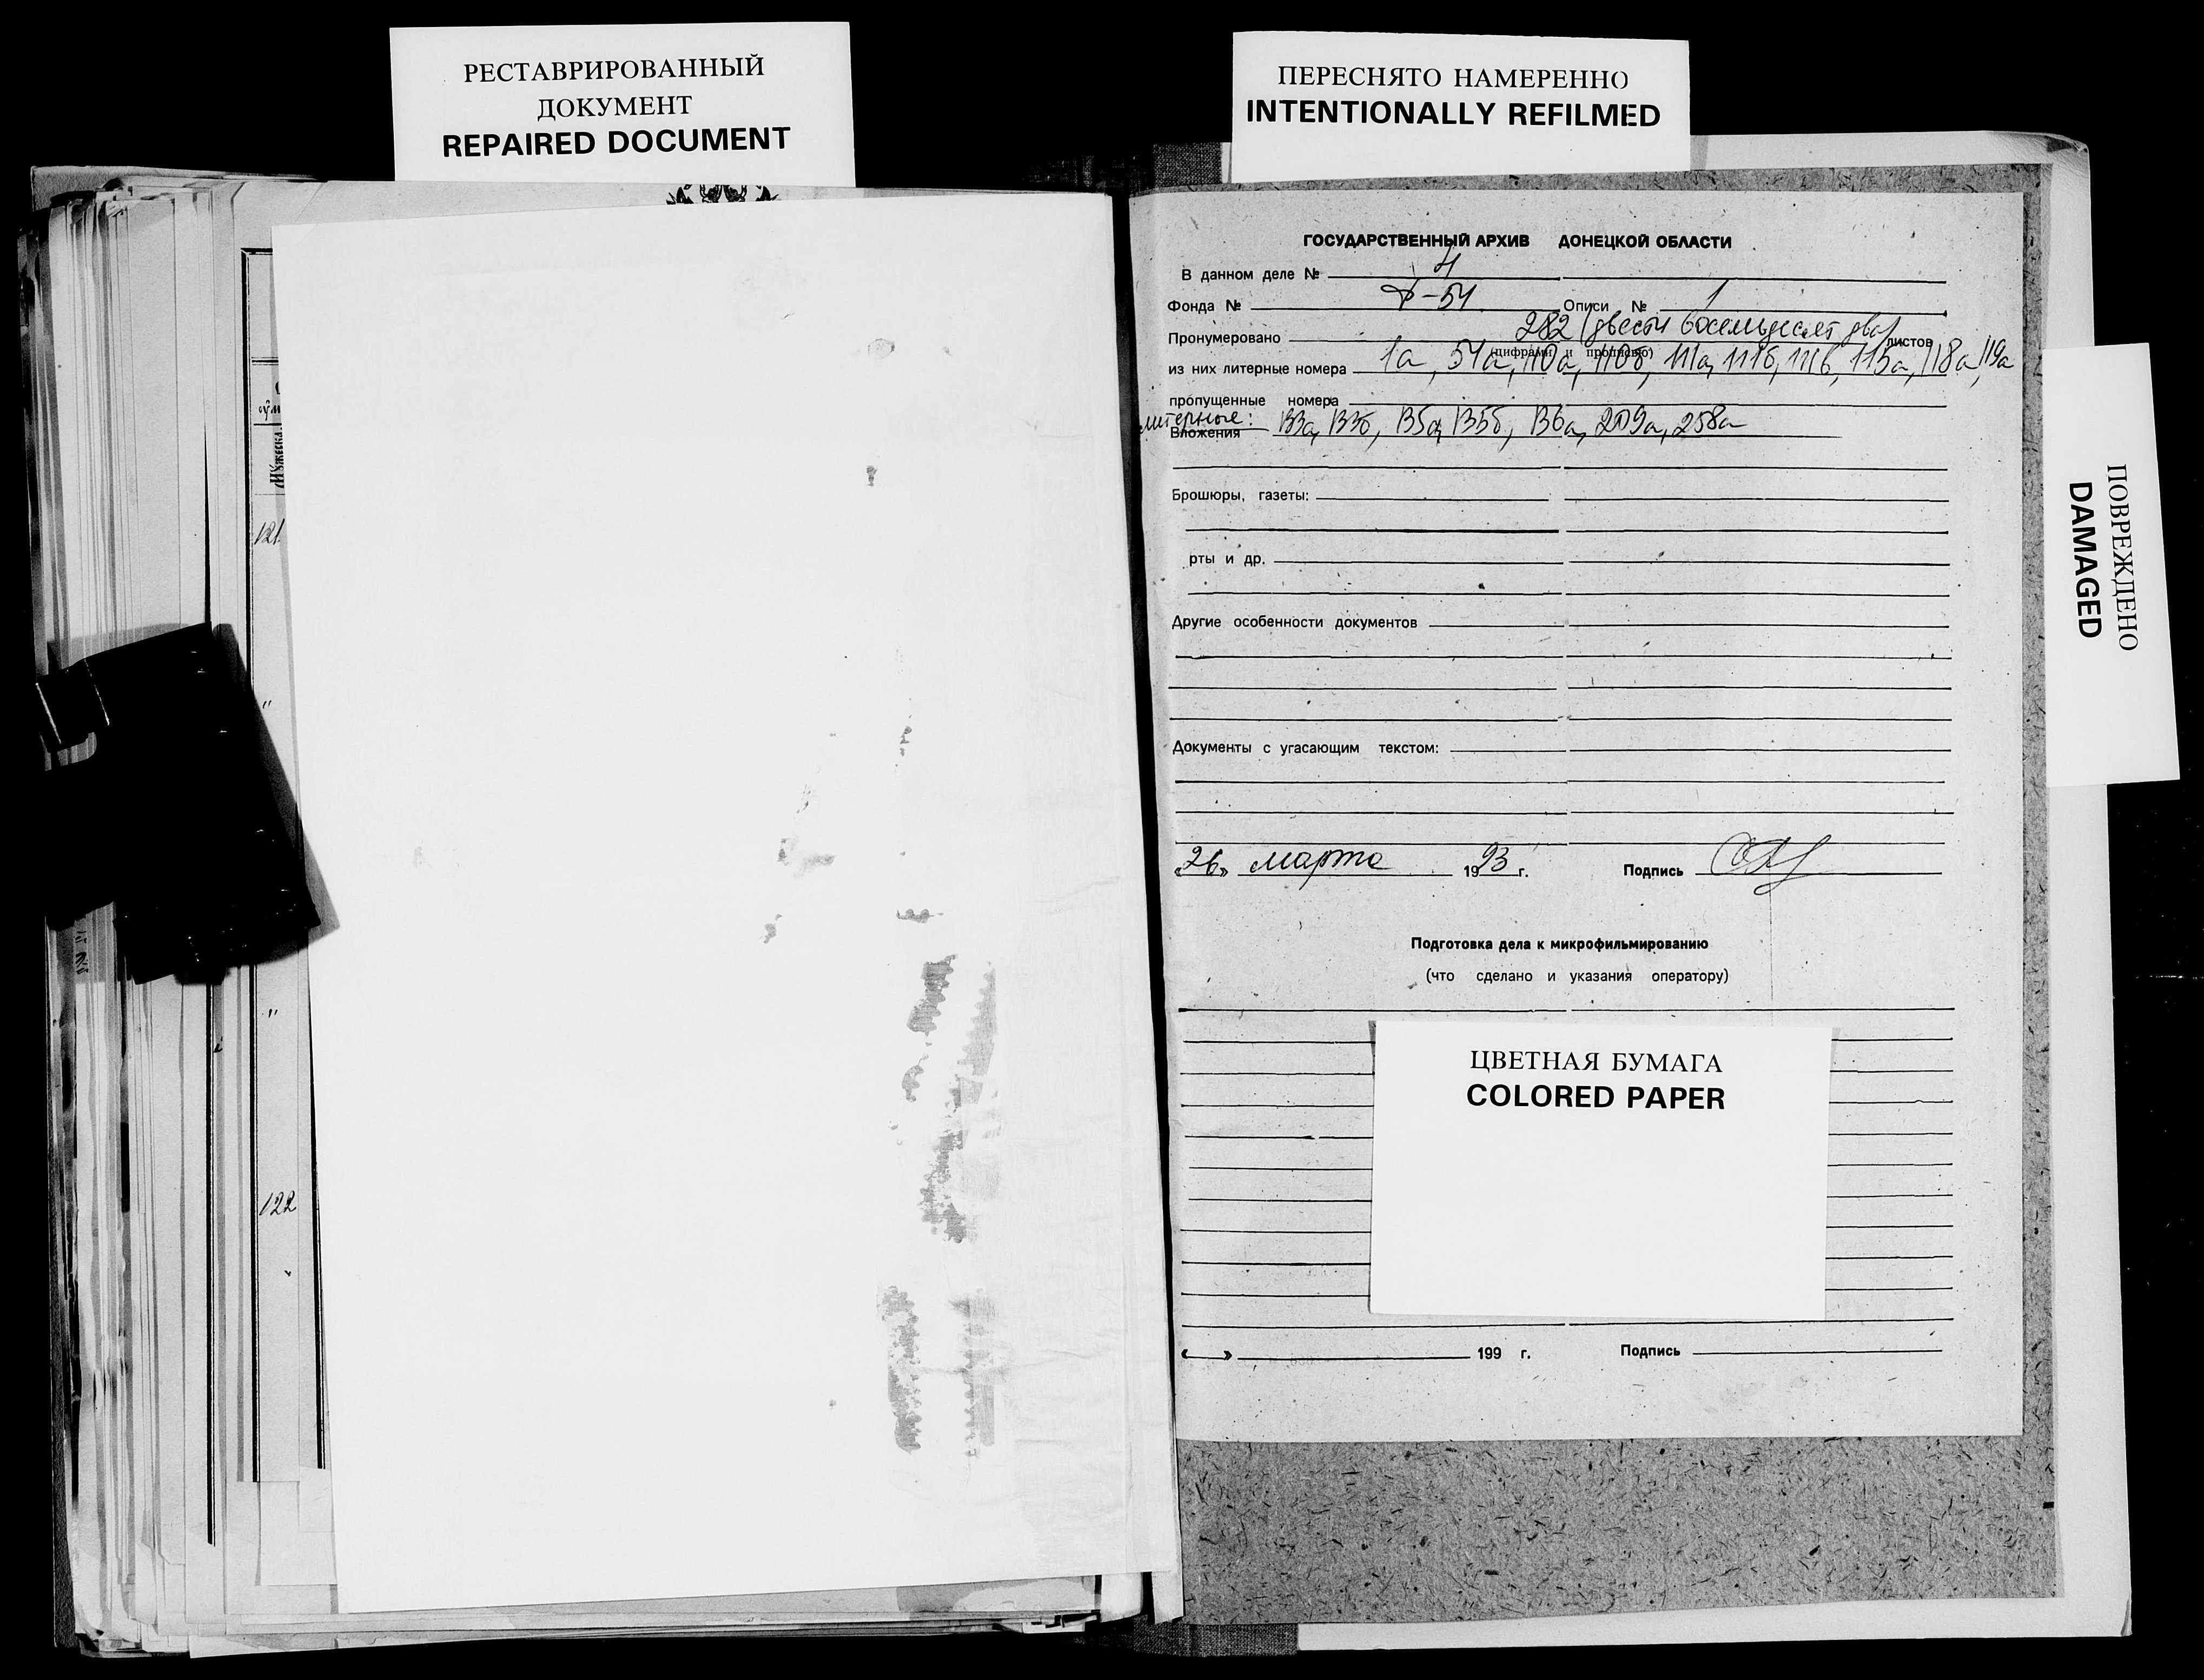 РЕСТАВРИРОВАННЫЙ
ДОКУМЕНТ
REPAIRED DOCUMENT
ПЕРЕСНЯТО НАМЕРЕННО
INTENTIONALLY REFILMED
121.
"
"
122
ГОСУДАРСТВЕННЫЙ АРХИВ ДОНЕЦКОЙ ОБЛАСТИ
В данном деле № 4
Фонда № Ф-54 Описи № 1
Пронумеровано 282 (двести восемьдесят два) листов
(цифрами и прописью)
из них литерные номера 1а, 54а, 110а, 110б, 111а, 111б, 111в, 115а, 118а, 119а
пропущенные номера
литерные: 133а, 133б, 135а, 135б, 136а, 209а, 258а
Вложения
Брошюры, газеты:
рты и др.
Другие особенности документов
Документы с угасающим текстом:
«26» марта 1993 г. Подпись
Подготовка дела к микрофильмированию
(что сделано и указания оператору)
ЦВЕТНАЯ БУМАГА
COLORED PAPER
« » 199 г. Подпись
ПОВРЕЖДЕНО
DAMAGED